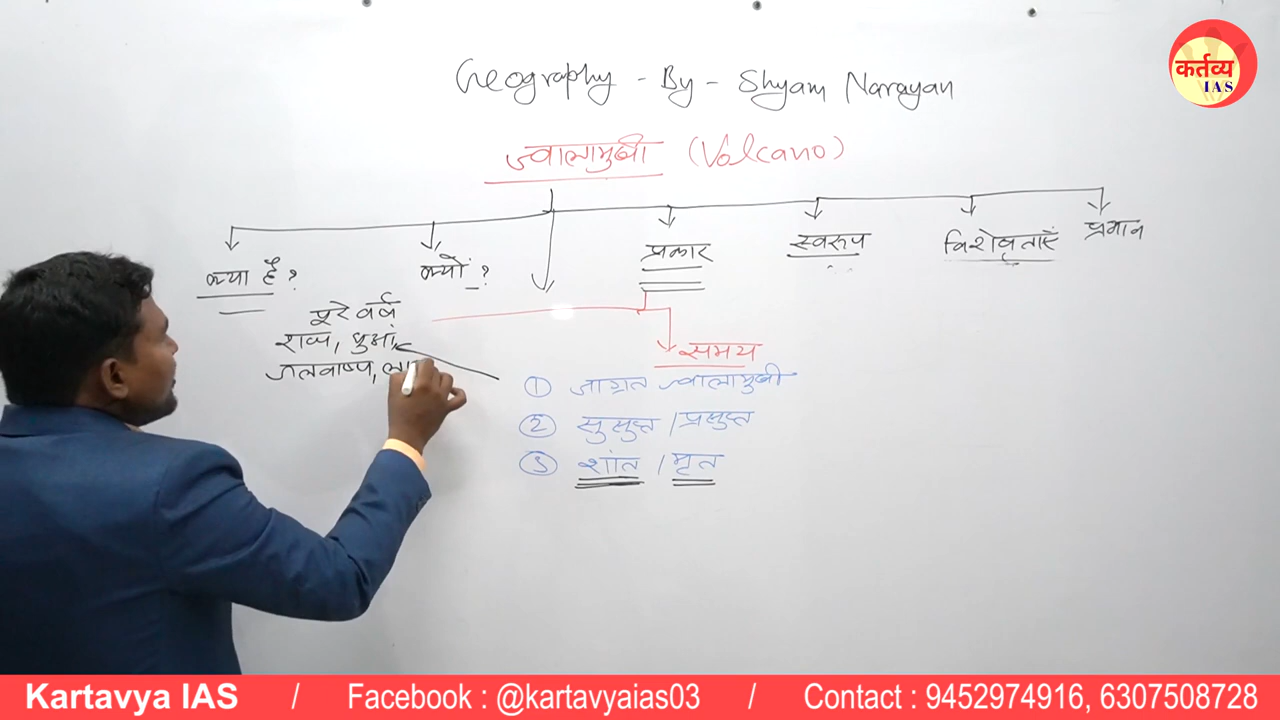 कर्तव्य
IAS
Geography - By - Shyam Narayan
ज्वालामुखी (Volcano)
क्या है ?
क्यों ?
प्रकार
स्वरूप
विशेषताएँ
पूरे वर्ष
राख, धुआं,
जलवाष्प, ला
समय
① जाग्रत ज्वालामुखी
② सुसुप्त / प्रसुप्त
③ शांत / मृत
Kartavya IAS / Facebook : @kartavyaias03 / Contact : 9452974916, 6307508728